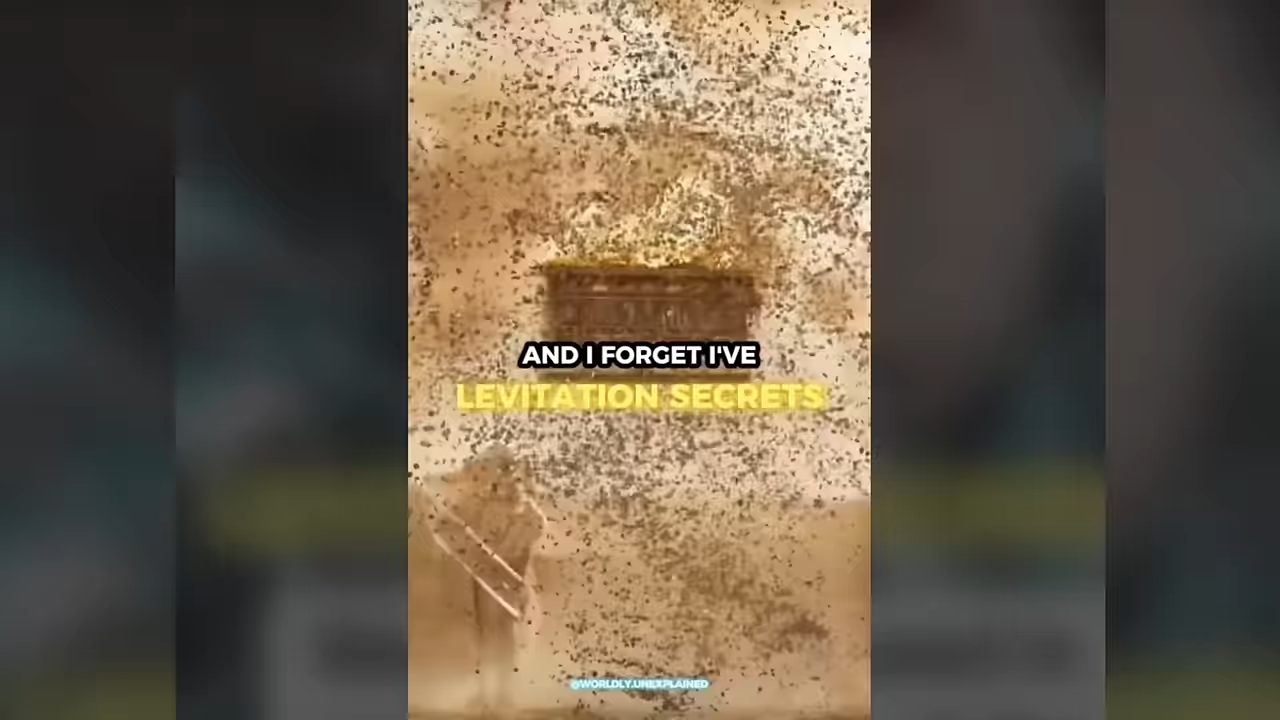 AND I FORGET I'VE
LEVITATION SECRETS
@WORLDLY.UNEXPLAINED